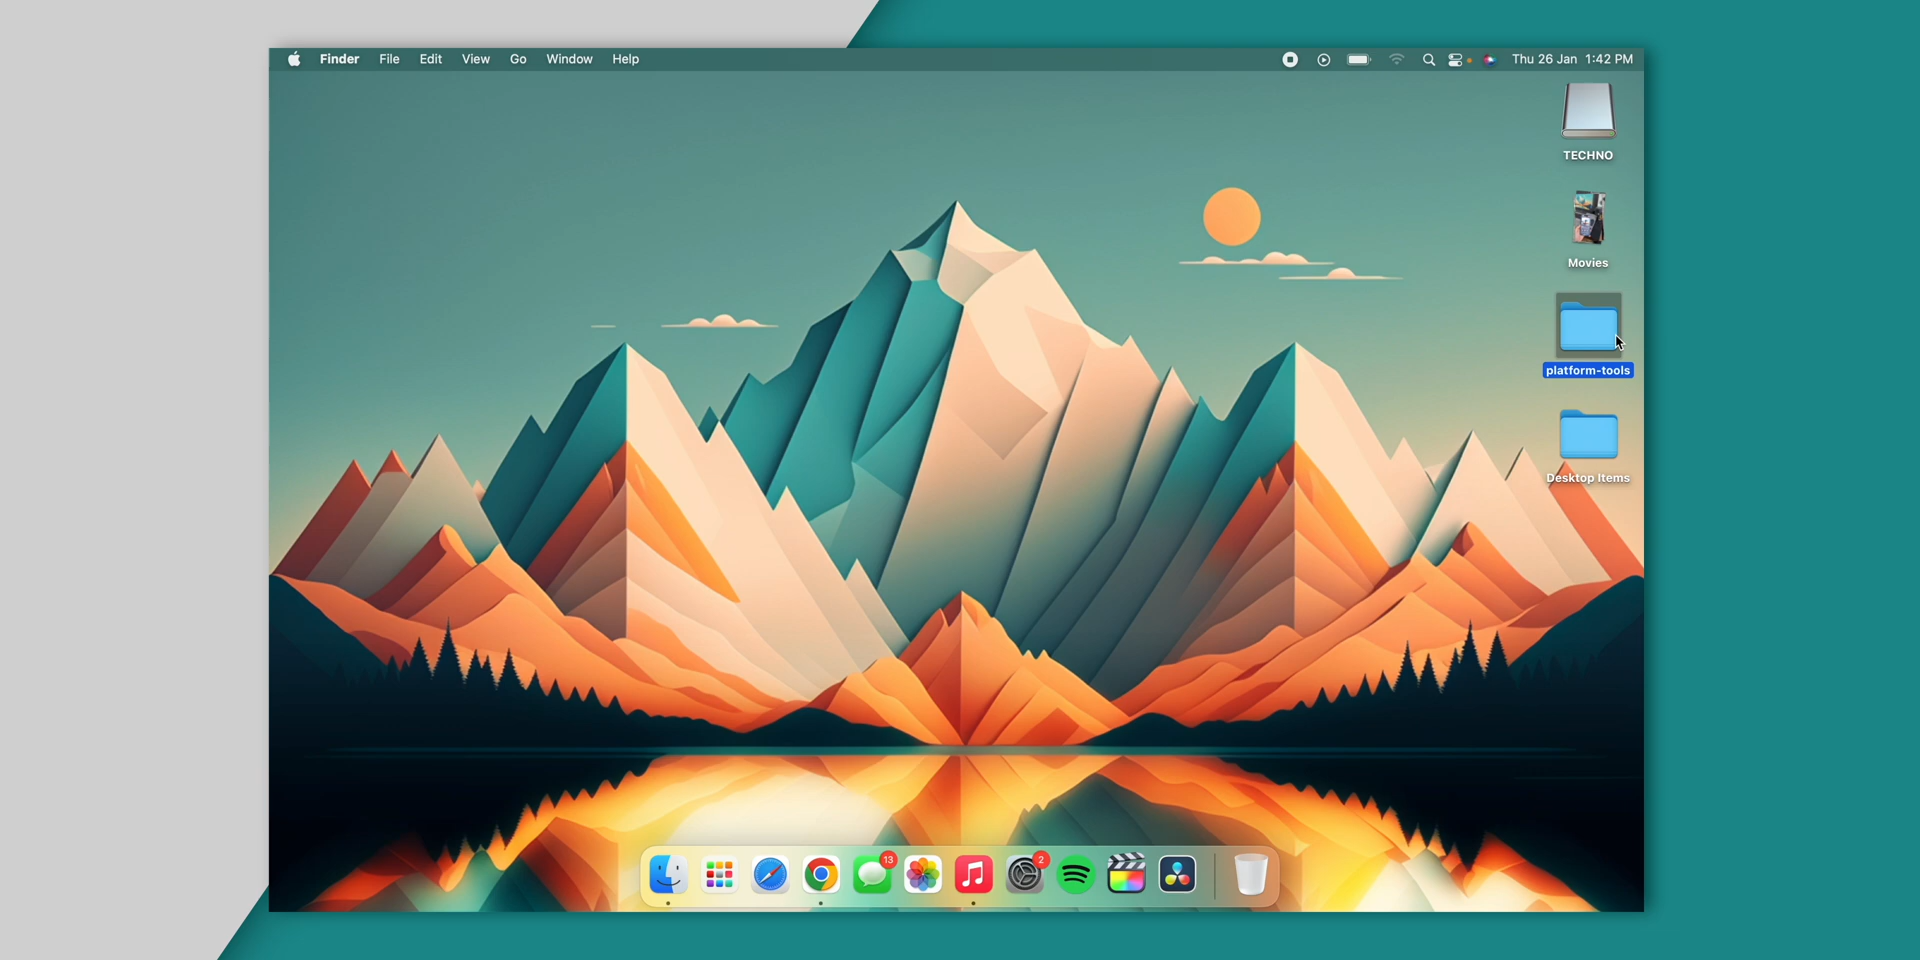 Finder File Edit View Go Window Help Thu 26 Jan 1:42 PM
TECHNO
Movies
platform-tools
Desktop Items
13
2